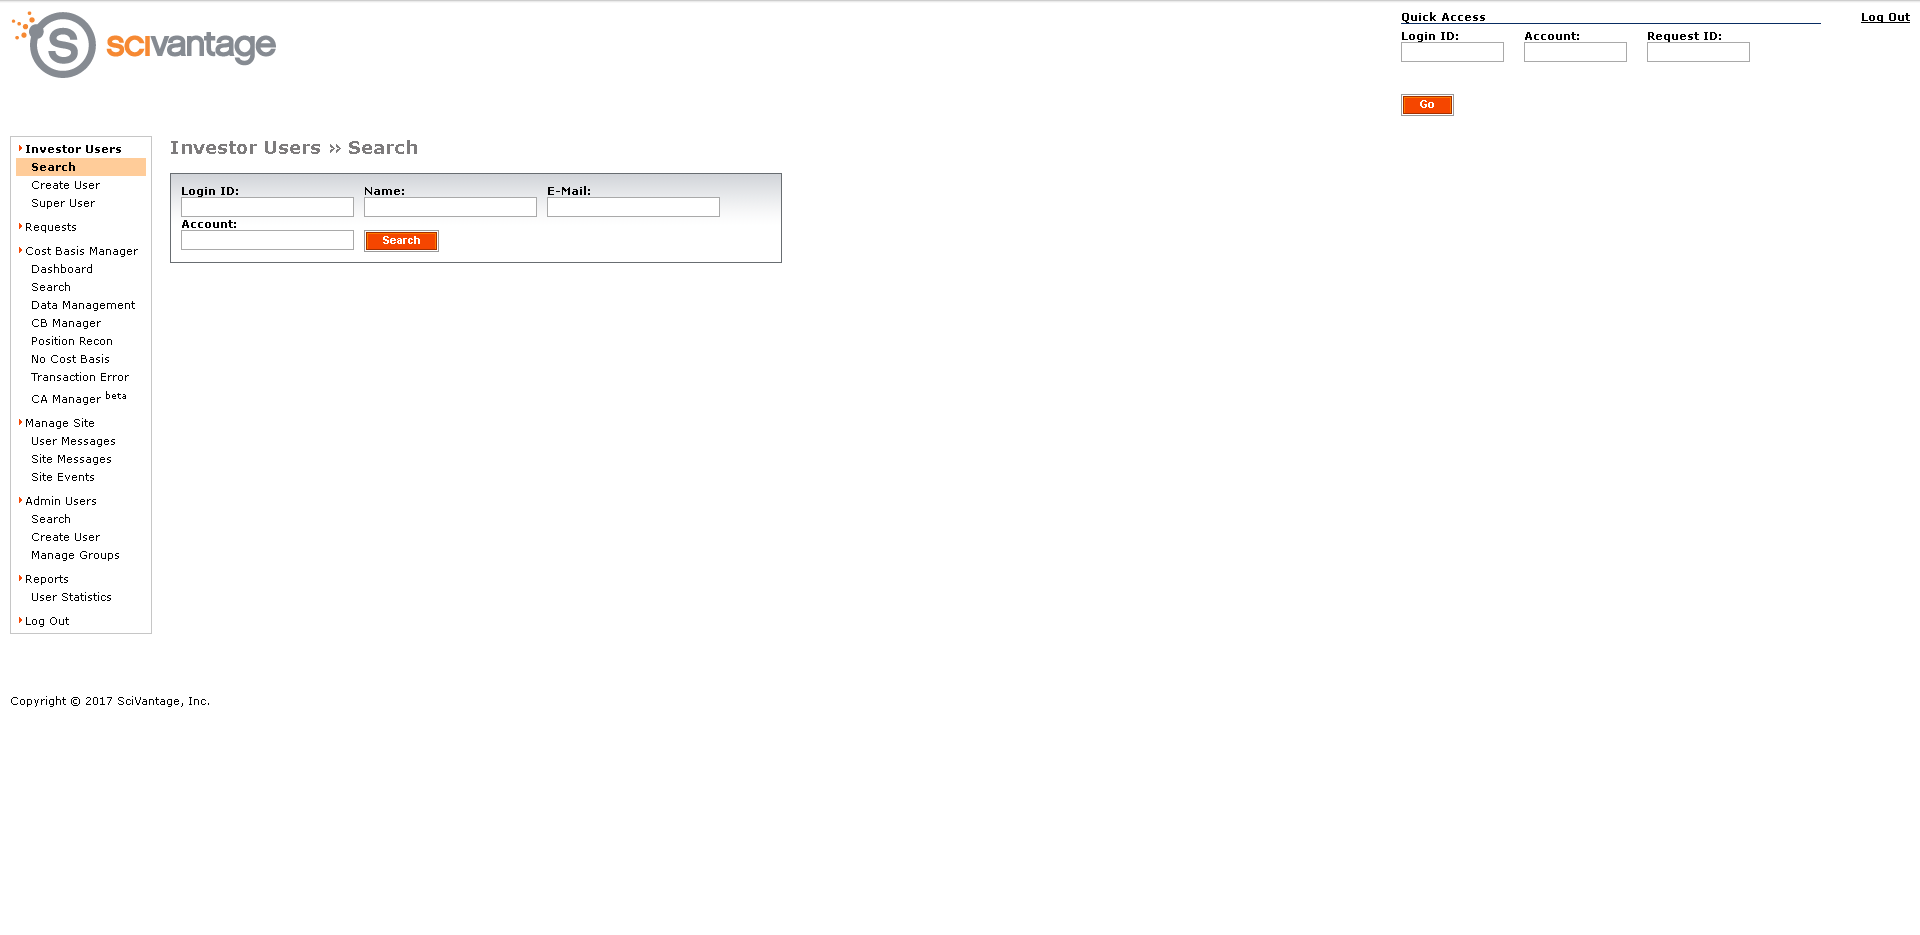 S scivantage
Quick Access
Log Out
Login ID: Account: Request ID:
Go
Investor Users
Search
Create User
Super User
Requests
Cost Basis Manager
Dashboard
Search
Data Management
CB Manager
Position Recon
No Cost Basis
Transaction Error
CA Manager beta
Manage Site
User Messages
Site Messages
Site Events
Admin Users
Search
Create User
Manage Groups
Reports
User Statistics
Log Out
Investor Users » Search
Login ID: Name: E-Mail:
Account:
Search
Copyright © 2017 SciVantage, Inc.